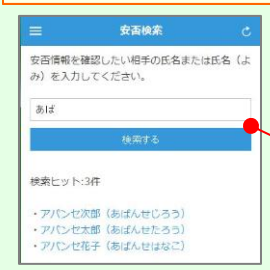 安否検索
安否情報を確認したい相手の氏名または氏名(よ
み)を入力してください。
あば
検索する
検索ヒット:3件
・アバンセ次郎(あばんせじろう)
・アバンセ太郎(あばんせたろう)
・アバンセ花子(あばんせはなこ)